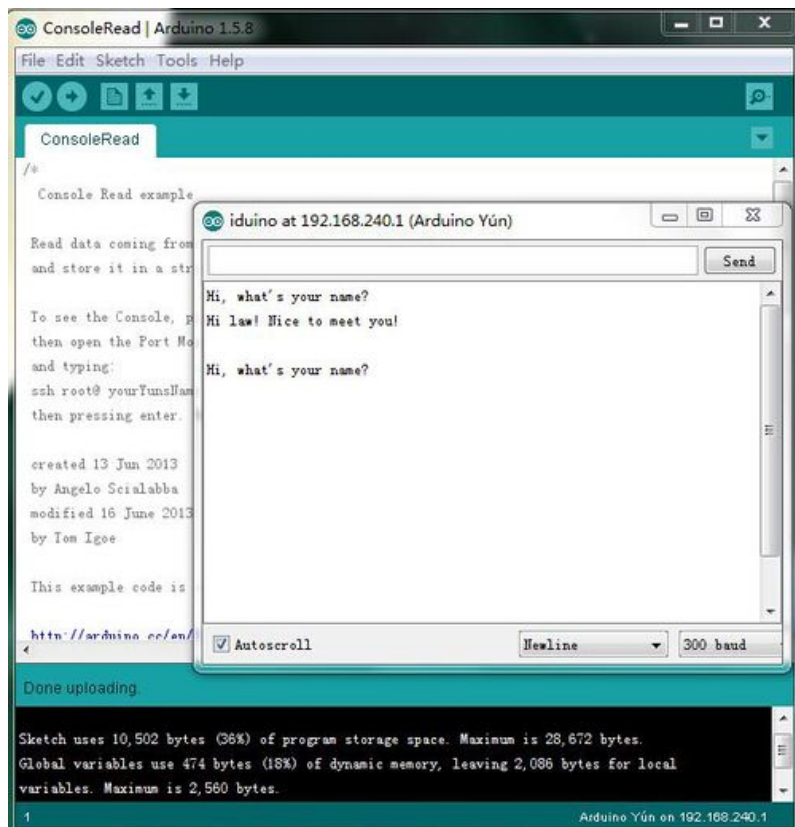 ConsoleRead | Arduino 1.5.8
File Edit Sketch Tools Help
ConsoleRead
/*
Console Read example
Read data coming from
and store it in a str
To see the Console, p
then open the Port Mo
and typing:
ssh root@ yourYunsNam
then pressing enter.
created 13 Jun 2013
by Angelo Scialabba
modified 16 June 2013
by Tom Igoe
This example code is
http://arduino.cc/en/
iduino at 192.168.240.1 (Arduino Yún)
Send
Hi, what's your name?
Hi law! Nice to meet you!
Hi, what's your name?
Autoscroll
Newline
300 baud
Done uploading.
Sketch uses 10,502 bytes (36%) of program storage space. Maximum is 28,672 bytes.
Global variables use 474 bytes (18%) of dynamic memory, leaving 2,086 bytes for local
variables. Maximum is 2,560 bytes.
1
Arduino Yún on 192.168.240.1